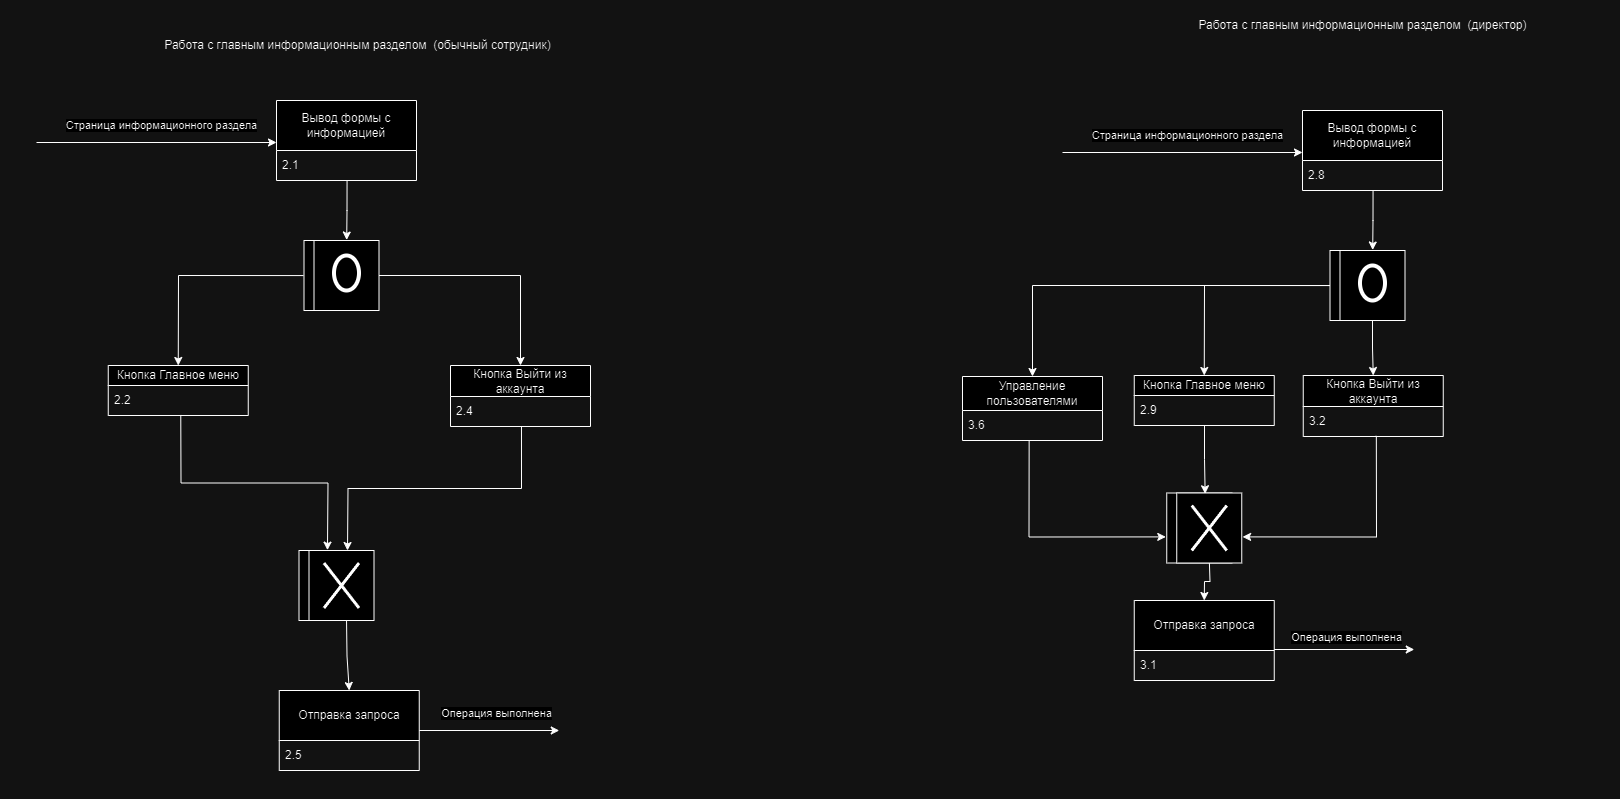 Работа с главным информационным разделом (обычный сотрудник)
Страница информационного раздела
Вывод формы с
информацией
2.1
O
Кнопка Главное меню
2.2
Кнопка Выйти из
аккаунта
2.4
X
Отправка запроса
2.5
Операция выполнена
Работа с главным информационным разделом (директор)
Страница информационного раздела
Вывод формы с
информацией
2.8
O
Управление
пользователями
3.6
Кнопка Главное меню
2.9
Кнопка Выйти из
аккаунта
3.2
X
Отправка запроса
3.1
Операция выполнена